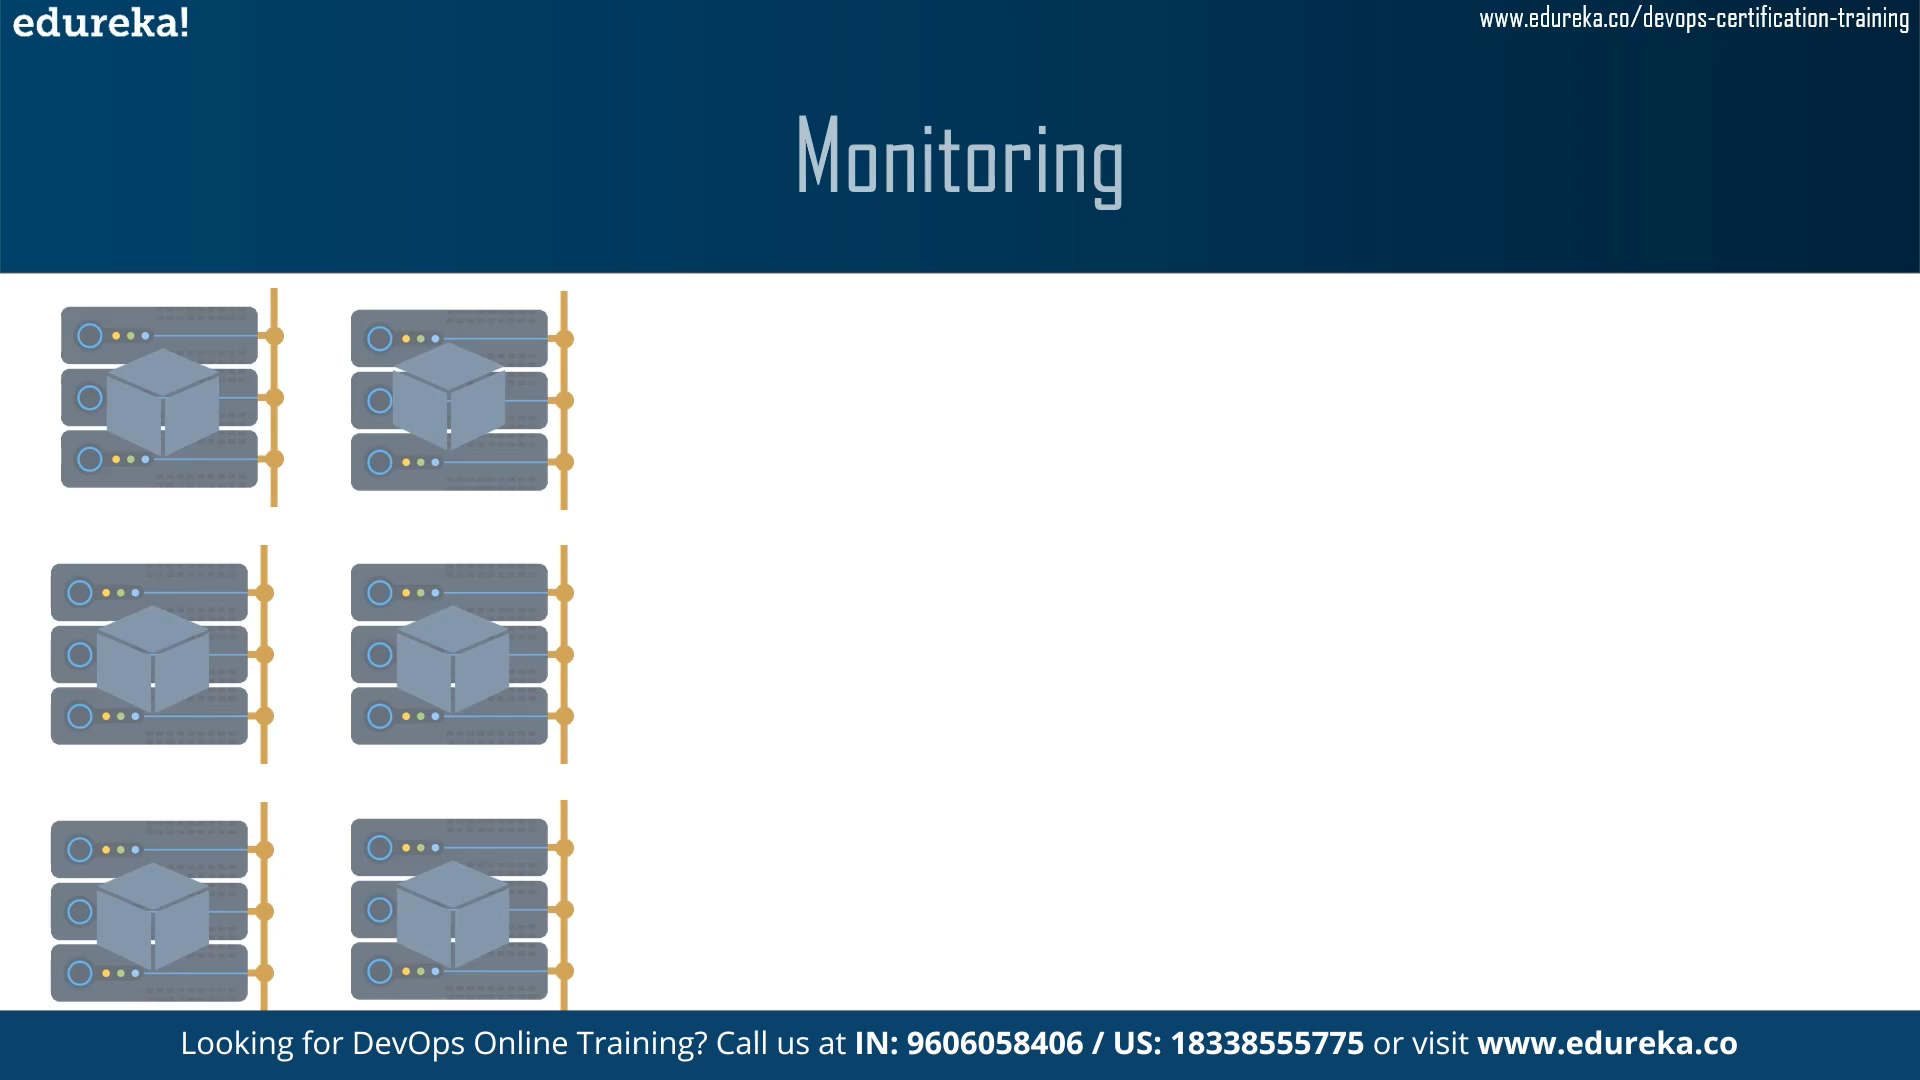 edureka!
www.edureka.co/devops-certification-training
Monitoring
Looking for DevOps Online Training? Call us at IN: 9606058406 / US: 18338555775 or visit www.edureka.co